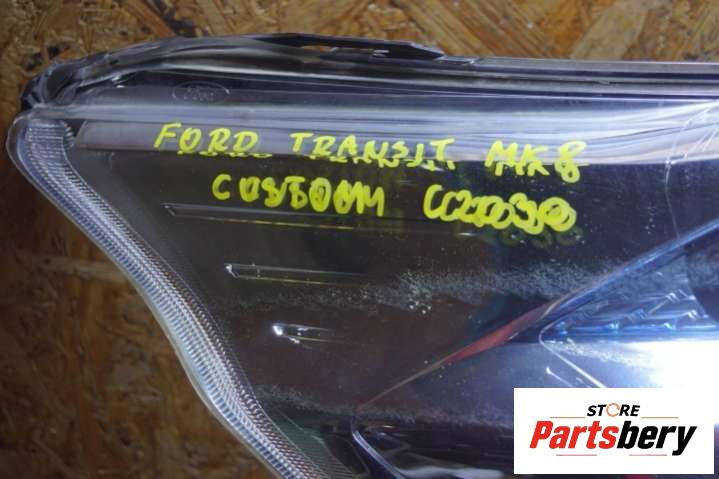 FORD TRANSIT MK8
CUSTOM
STORE
Partsbery